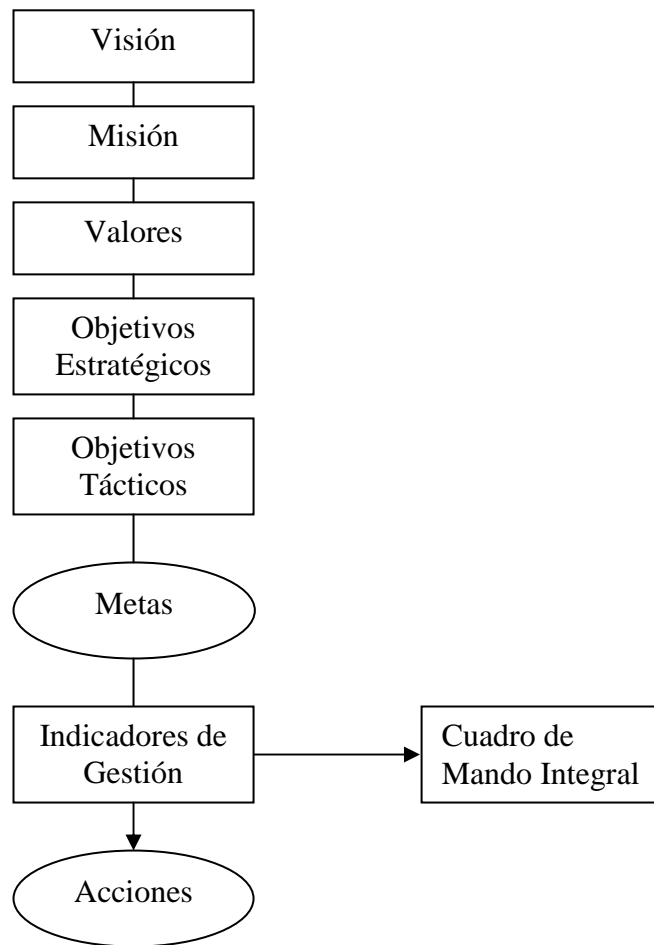 Visión
Misión
Valores
Objetivos
Estratégicos
Objetivos
Tácticos
Metas
Indicadores de
Gestión
Cuadro de
Mando Integral
Acciones